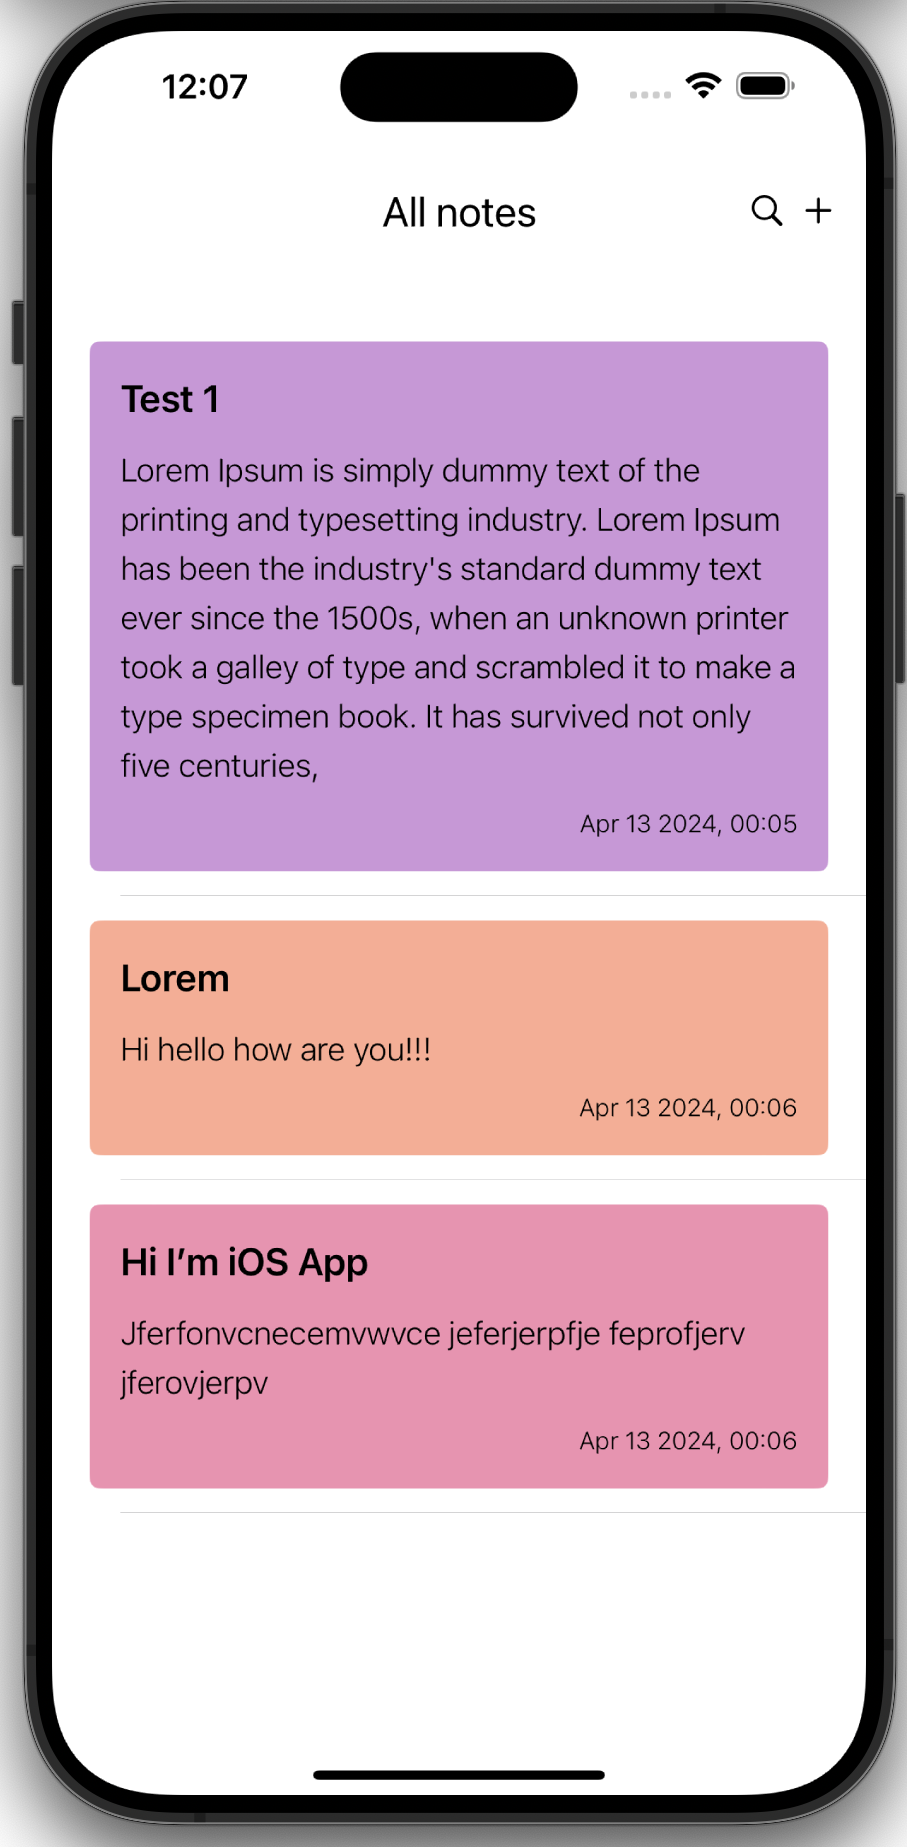 12:07
All notes
Test 1
Lorem Ipsum is simply dummy text of the
printing and typesetting industry. Lorem Ipsum
has been the industry's standard dummy text
ever since the 1500s, when an unknown printer
took a galley of type and scrambled it to make a
type specimen book. It has survived not only
five centuries,
Apr 13 2024, 00:05
Lorem
Hi hello how are you!!!
Apr 13 2024, 00:06
Hi I’m iOS App
Jferfonvcnecemvwvce jeferjerpfje feprofjerv
jferovjerpv
Apr 13 2024, 00:06